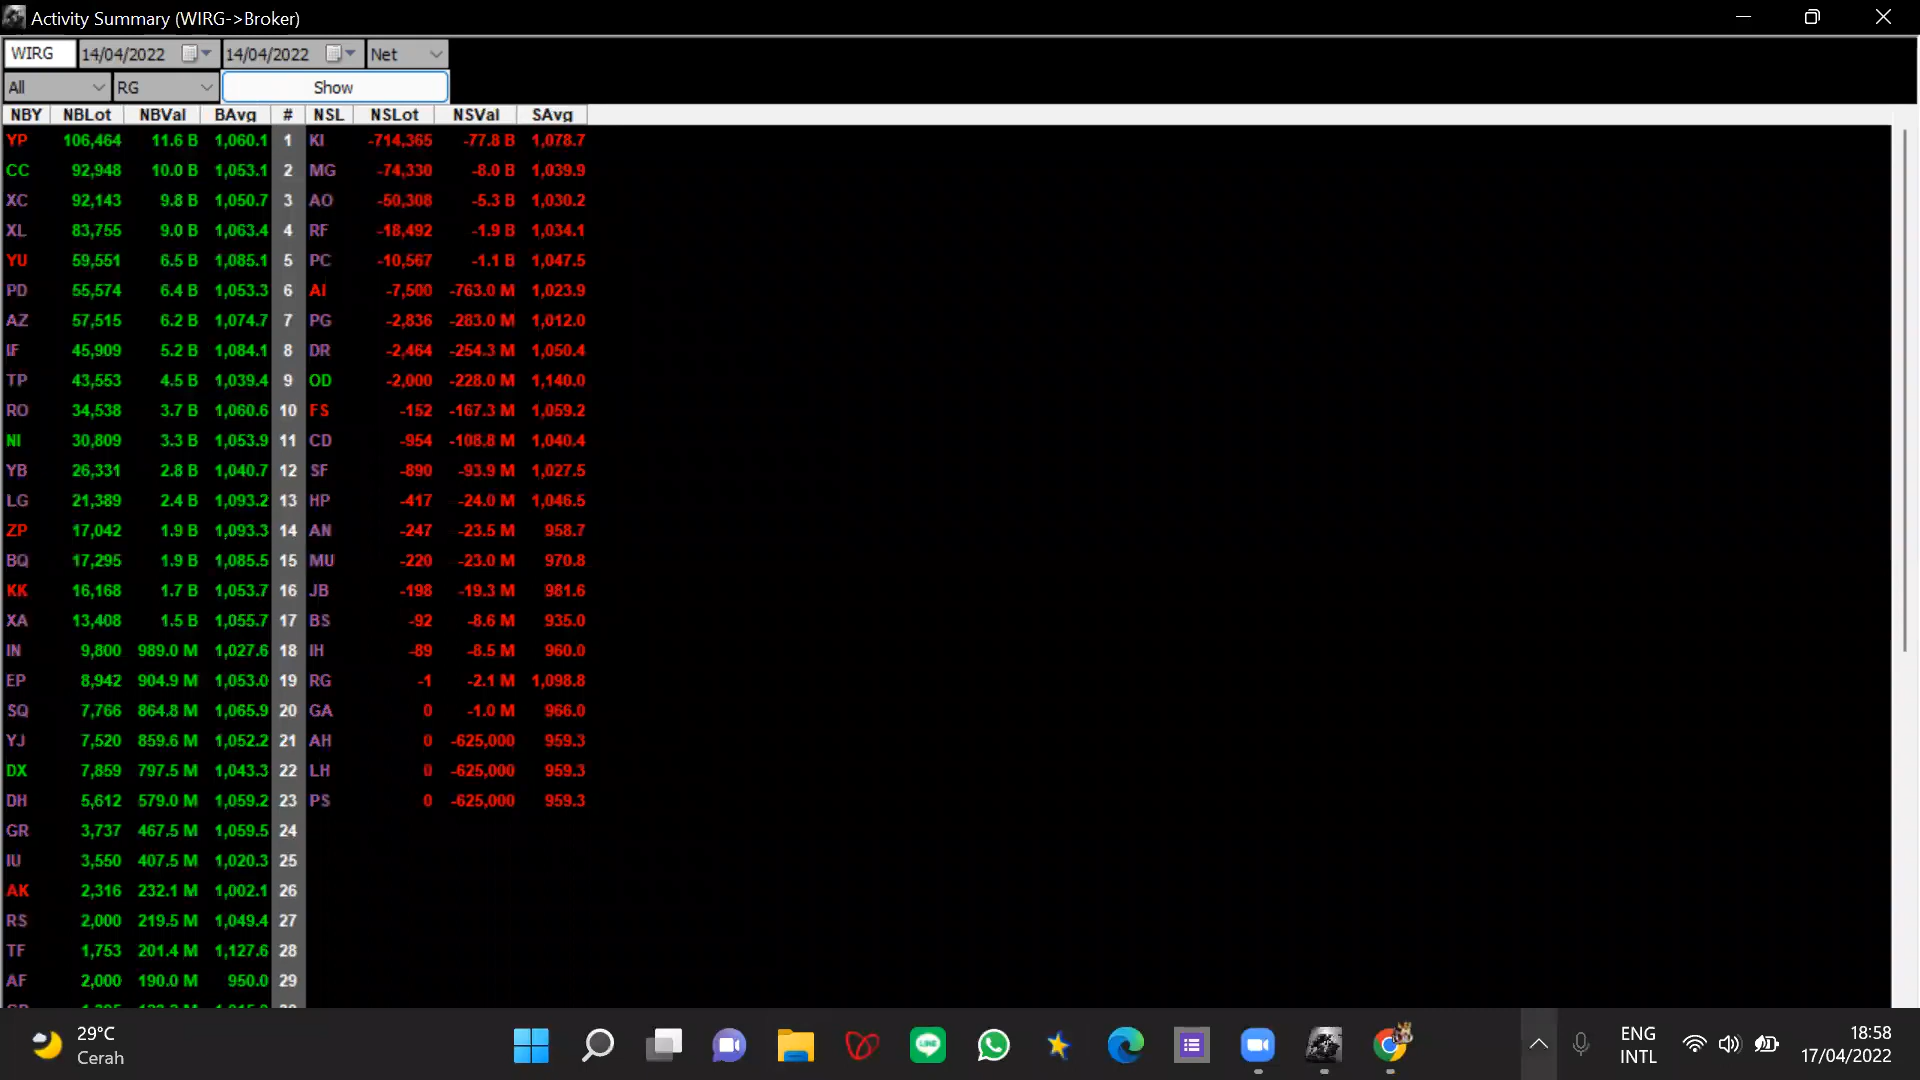 Activity Summary (WIRG->Broker)
WIRG 14/04/2022 14/04/2022 Net
All RG Show
NBY NBLot NBVal BAvg # NSL NSLot NSVal SAvg
YP 106,464 11.6 B 1,060.1 1 KI -714,365 -77.8 B 1,078.7
CC 92,948 10.0 B 1,053.1 2 MG -74,330 -8.0 B 1,039.9
XC 92,143 9.8 B 1,050.7 3 AO -50,308 -5.3 B 1,030.2
XL 83,755 9.0 B 1,063.4 4 RF -18,492 -1.9 B 1,034.1
YU 59,551 6.5 B 1,085.1 5 PC -10,567 -1.1 B 1,047.5
PD 55,574 6.4 B 1,053.3 6 AI -7,500 -763.0 M 1,023.9
AZ 57,515 6.2 B 1,074.7 7 PG -2,836 -283.0 M 1,012.0
IF 45,909 5.2 B 1,084.1 8 DR -2,464 -254.3 M 1,050.4
TP 43,553 4.5 B 1,039.4 9 OD -2,000 -228.0 M 1,140.0
RO 34,538 3.7 B 1,060.6 10 FS -152 -167.3 M 1,059.2
NI 30,809 3.3 B 1,053.9 11 CD -954 -108.8 M 1,040.4
YB 26,331 2.8 B 1,040.7 12 SF -890 -93.9 M 1,027.5
LG 21,389 2.4 B 1,093.2 13 HP -417 -24.0 M 1,046.5
ZP 17,042 1.9 B 1,093.3 14 AN -247 -23.5 M 958.7
BQ 17,295 1.9 B 1,085.5 15 MU -220 -23.0 M 970.8
KK 16,168 1.7 B 1,053.7 16 JB -198 -19.3 M 981.6
XA 13,408 1.5 B 1,055.7 17 BS -92 -8.6 M 935.0
IN 9,800 989.0 M 1,027.6 18 IH -89 -8.5 M 960.0
EP 8,942 904.9 M 1,053.0 19 RG -1 -2.1 M 1,098.8
SQ 7,766 864.8 M 1,065.9 20 GA 0 -1.0 M 966.0
YJ 7,520 859.6 M 1,052.2 21 AH 0 -625,000 959.3
DX 7,859 797.5 M 1,043.3 22 LH 0 -625,000 959.3
DH 5,612 579.0 M 1,059.2 23 PS 0 -625,000 959.3
GR 3,737 467.5 M 1,059.5 24
IU 3,550 407.5 M 1,020.3 25
AK 2,316 232.1 M 1,002.1 26
RS 2,000 219.5 M 1,049.4 27
TF 1,753 201.4 M 1,127.6 28
AF 2,000 190.0 M 950.0 29
29°C
Cerah
LINE
ENG
INTL
18:58
17/04/2022